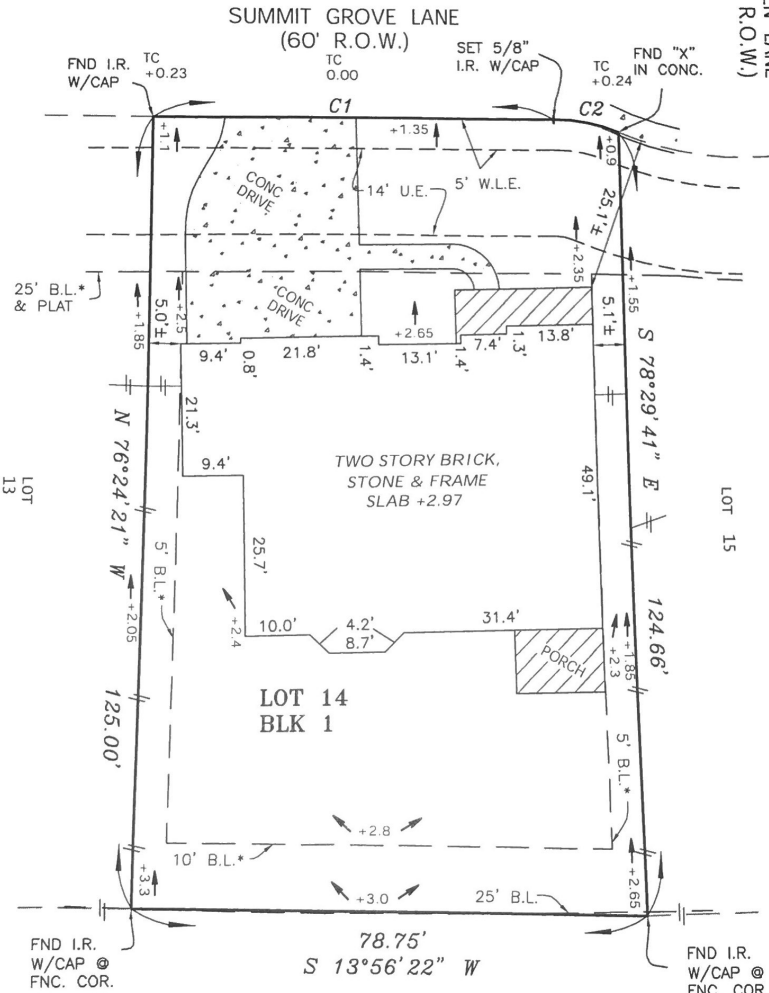 SUMMIT GROVE LANE
(60' R.O.W.)
N LANE
R.O.W.)
FND I.R.
W/CAP
TC
+0.23
TC
0.00
SET 5/8"
I.R. W/CAP
TC
+0.24
FND "X"
IN CONC.
C1
C2
+1.1
+1.35
+0.9
CONC
DRIVE
14' U.E.
5' W.L.E.
25.1'±
25' B.L.*
& PLAT
+1.85
5.0'±
+2.5
CONC
DRIVE
+2.65
+2.35
5.1'±
+1.55
9.4'
0.8'
21.8'
1.4'
13.1'
1.4'
7.4'
1.3'
13.8'
21.3'
9.4'
TWO STORY BRICK,
STONE & FRAME
SLAB +2.97
49.1'
S 78°29'41" E
124.66'
LOT 15
LOT
13
N 76°24'21" W
125.00'
5' B.L.*
25.7'
+2.05
+2.4
10.0'
4.2'
8.7'
31.4'
PORCH
+2.3
+1.85
LOT 14
BLK 1
5' B.L.*
+2.8
10' B.L.*
+3.3
+3.0
25' B.L.
+2.65
FND I.R.
W/CAP @
FNC. COR.
78.75'
S 13°56'22" W
FND I.R.
W/CAP @
FNC. COR.